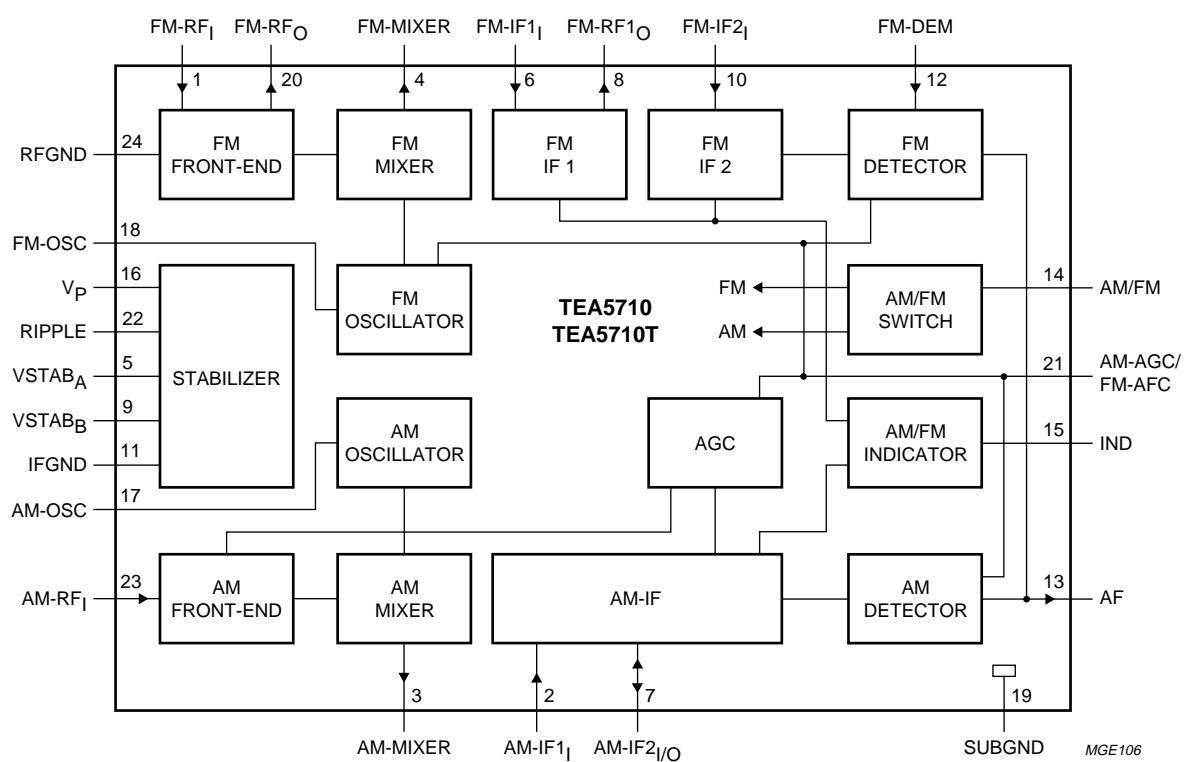 FM-RFI FM-RFO FM-MIXER FM-IF1I FM-RF1O FM-IF2I FM-DEM
1 20 4 6 8 10 12
RFGND 24
FM
FRONT-END
FM
MIXER
FM
IF 1
FM
IF 2
FM
DETECTOR
FM-OSC 18
VP 16
RIPPLE 22
VSTABA 5
VSTABB 9
IFGND 11
AM-OSC 17
STABILIZER
FM
OSCILLATOR
TEA5710
TEA5710T
FM
AM
AM/FM
SWITCH
14 AM/FM
21 AM-AGC/
FM-AFC
AM
OSCILLATOR
AGC
AM/FM
INDICATOR
15 IND
AM-RFI 23
AM
FRONT-END
AM
MIXER
AM-IF
AM
DETECTOR
13 AF
3 2 7 19
AM-MIXER AM-IF1I AM-IF2I/O SUBGND MGE106